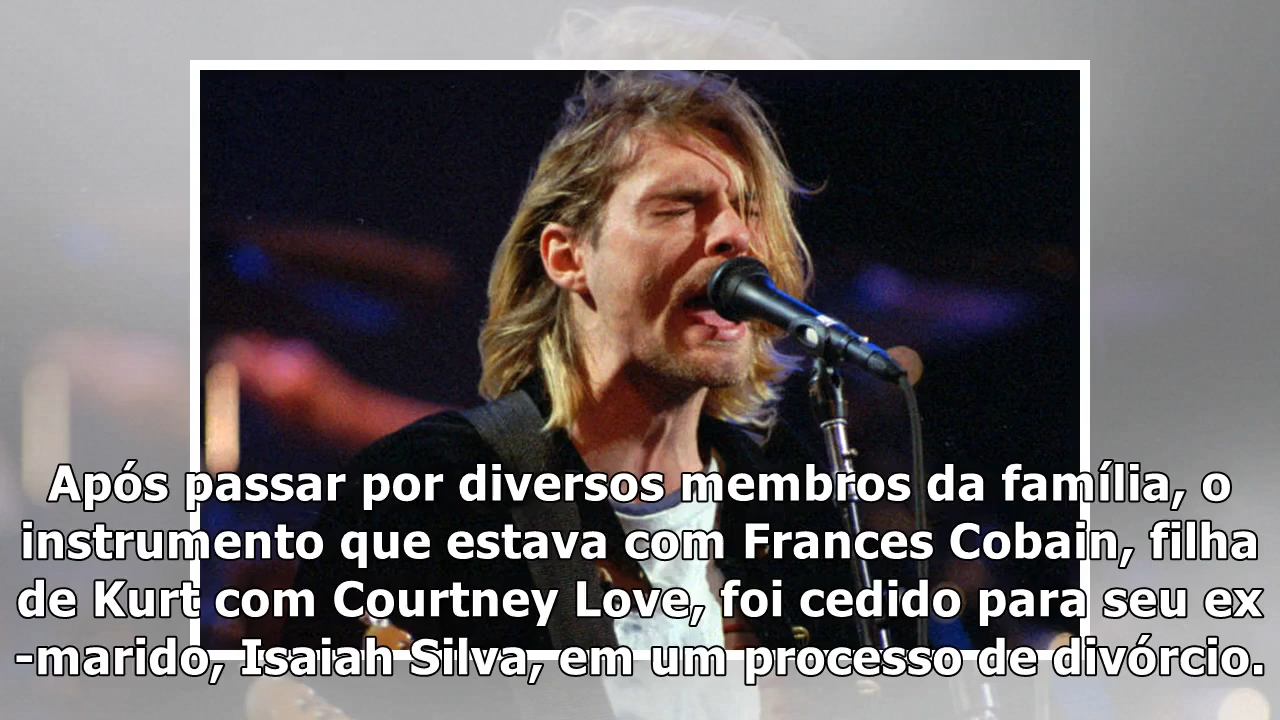 Após passar por diversos membros da família, o
instrumento que estava com Frances Cobain, filha
de Kurt com Courtney Love, foi cedido para seu ex
-marido, Isaiah Silva, em um processo de divórcio.